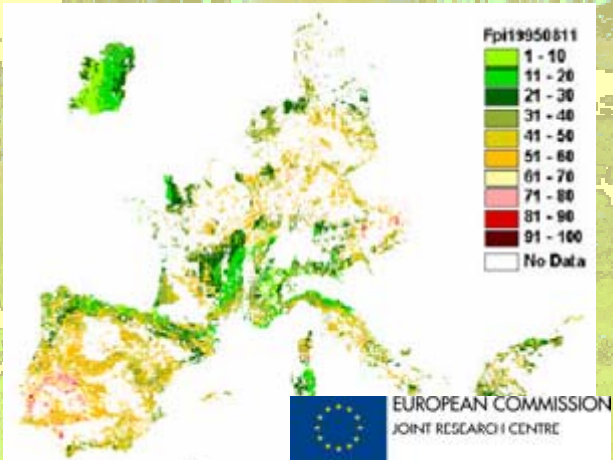 Fpi19950811
1 - 10
11 - 20
21 - 30
31 - 40
41 - 50
51 - 60
61 - 70
71 - 80
81 - 90
91 - 100
No Data
EUROPEAN COMMISSION
JOINT RESEARCH CENTRE